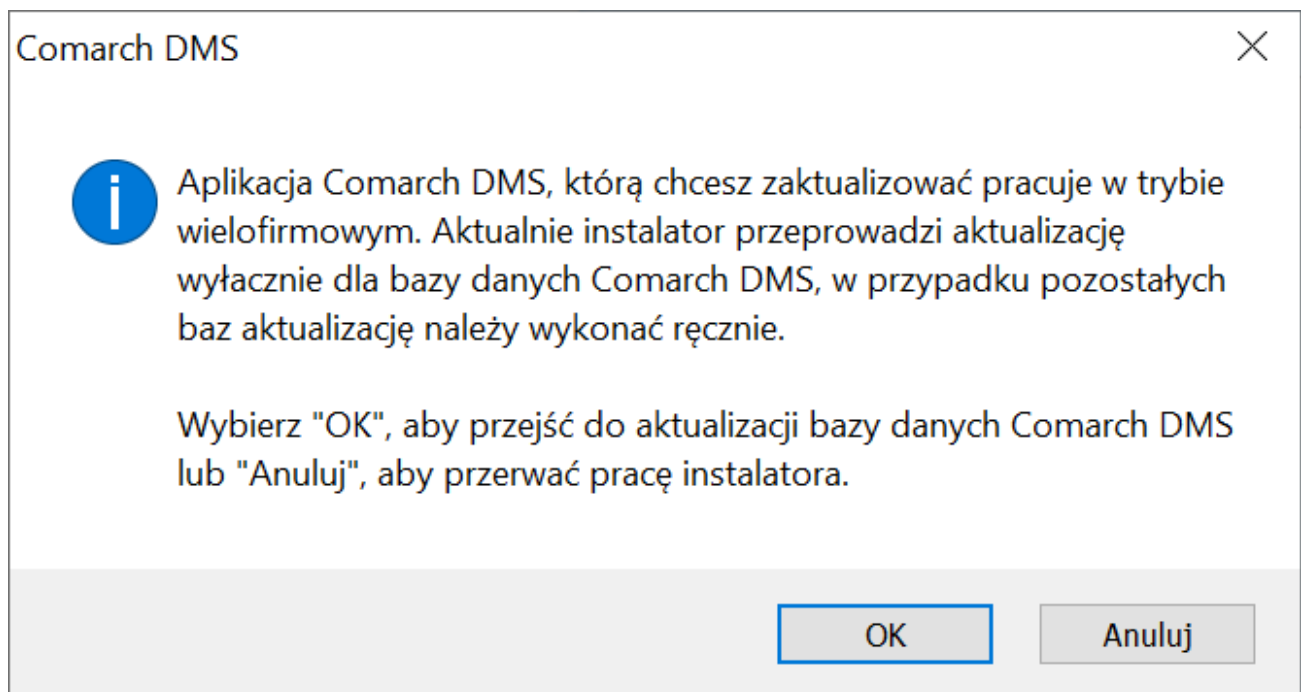 Comarch DMS
Aplikacja Comarch DMS, którą chcesz zaktualizować pracuje w trybie
wielofirmowym. Aktualnie instalator przeprowadzi aktualizację
wyłacznie dla bazy danych Comarch DMS, w przypadku pozostałych
baz aktualizację należy wykonać ręcznie.
Wybierz "OK", aby przejść do aktualizacji bazy danych Comarch DMS
lub "Anuluj", aby przerwać pracę instalatora.
OK Anuluj